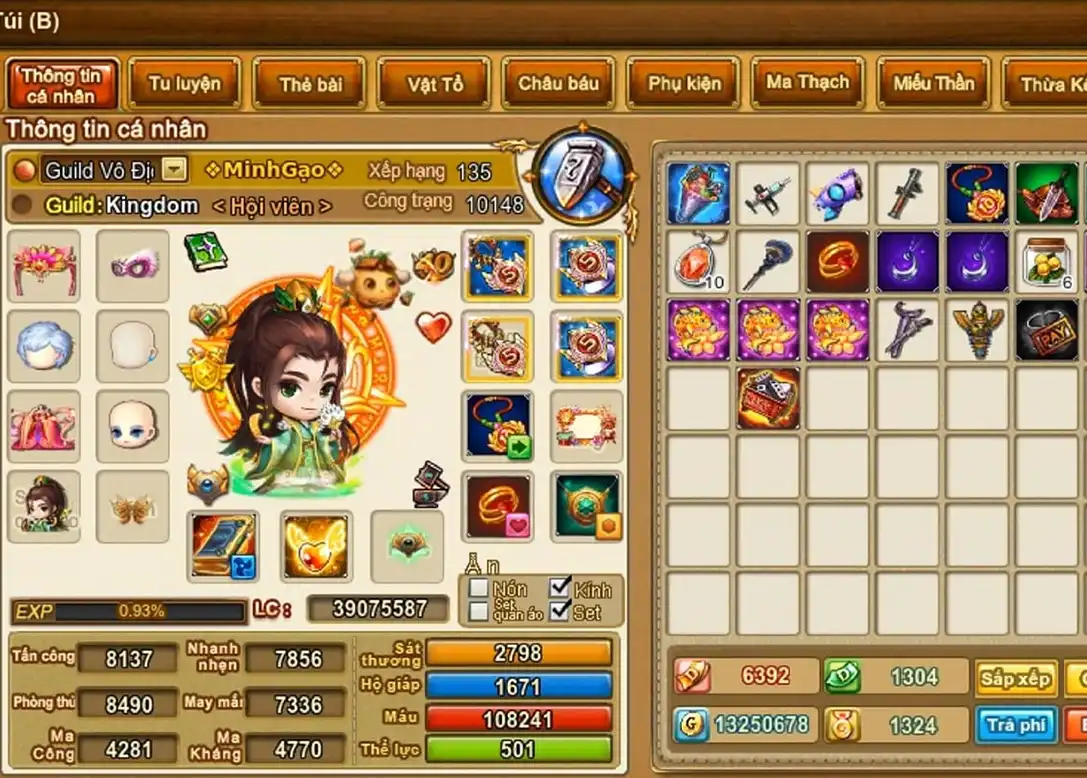 Túi (B)
Thông tin cá nhân
Tu luyện
Thẻ bài
Vật Tổ
Châu báu
Phụ kiện
Ma Thạch
Miếu Thần
Thừa
Thông tin cá nhân
Guild Vô Đị
MinhGạo
Xếp hạng 135
Guild: Kingdom < Hội viên >
Công trạng 10148
10
6
PAY
Ẩn
Nón
Kính
Set quần áo
Set
EXP 0.93%
LC: 39075587
Tấn công 8137
Nhanh nhẹn 7856
Sát thương 2798
Phòng thủ 8490
May mắn 7336
Hộ giáp 1671
Máu 108241
Ma Công 4281
Ma Kháng 4770
Thể lực 501
6392
1304
Sắp xếp
13250678
1324
Trả phí